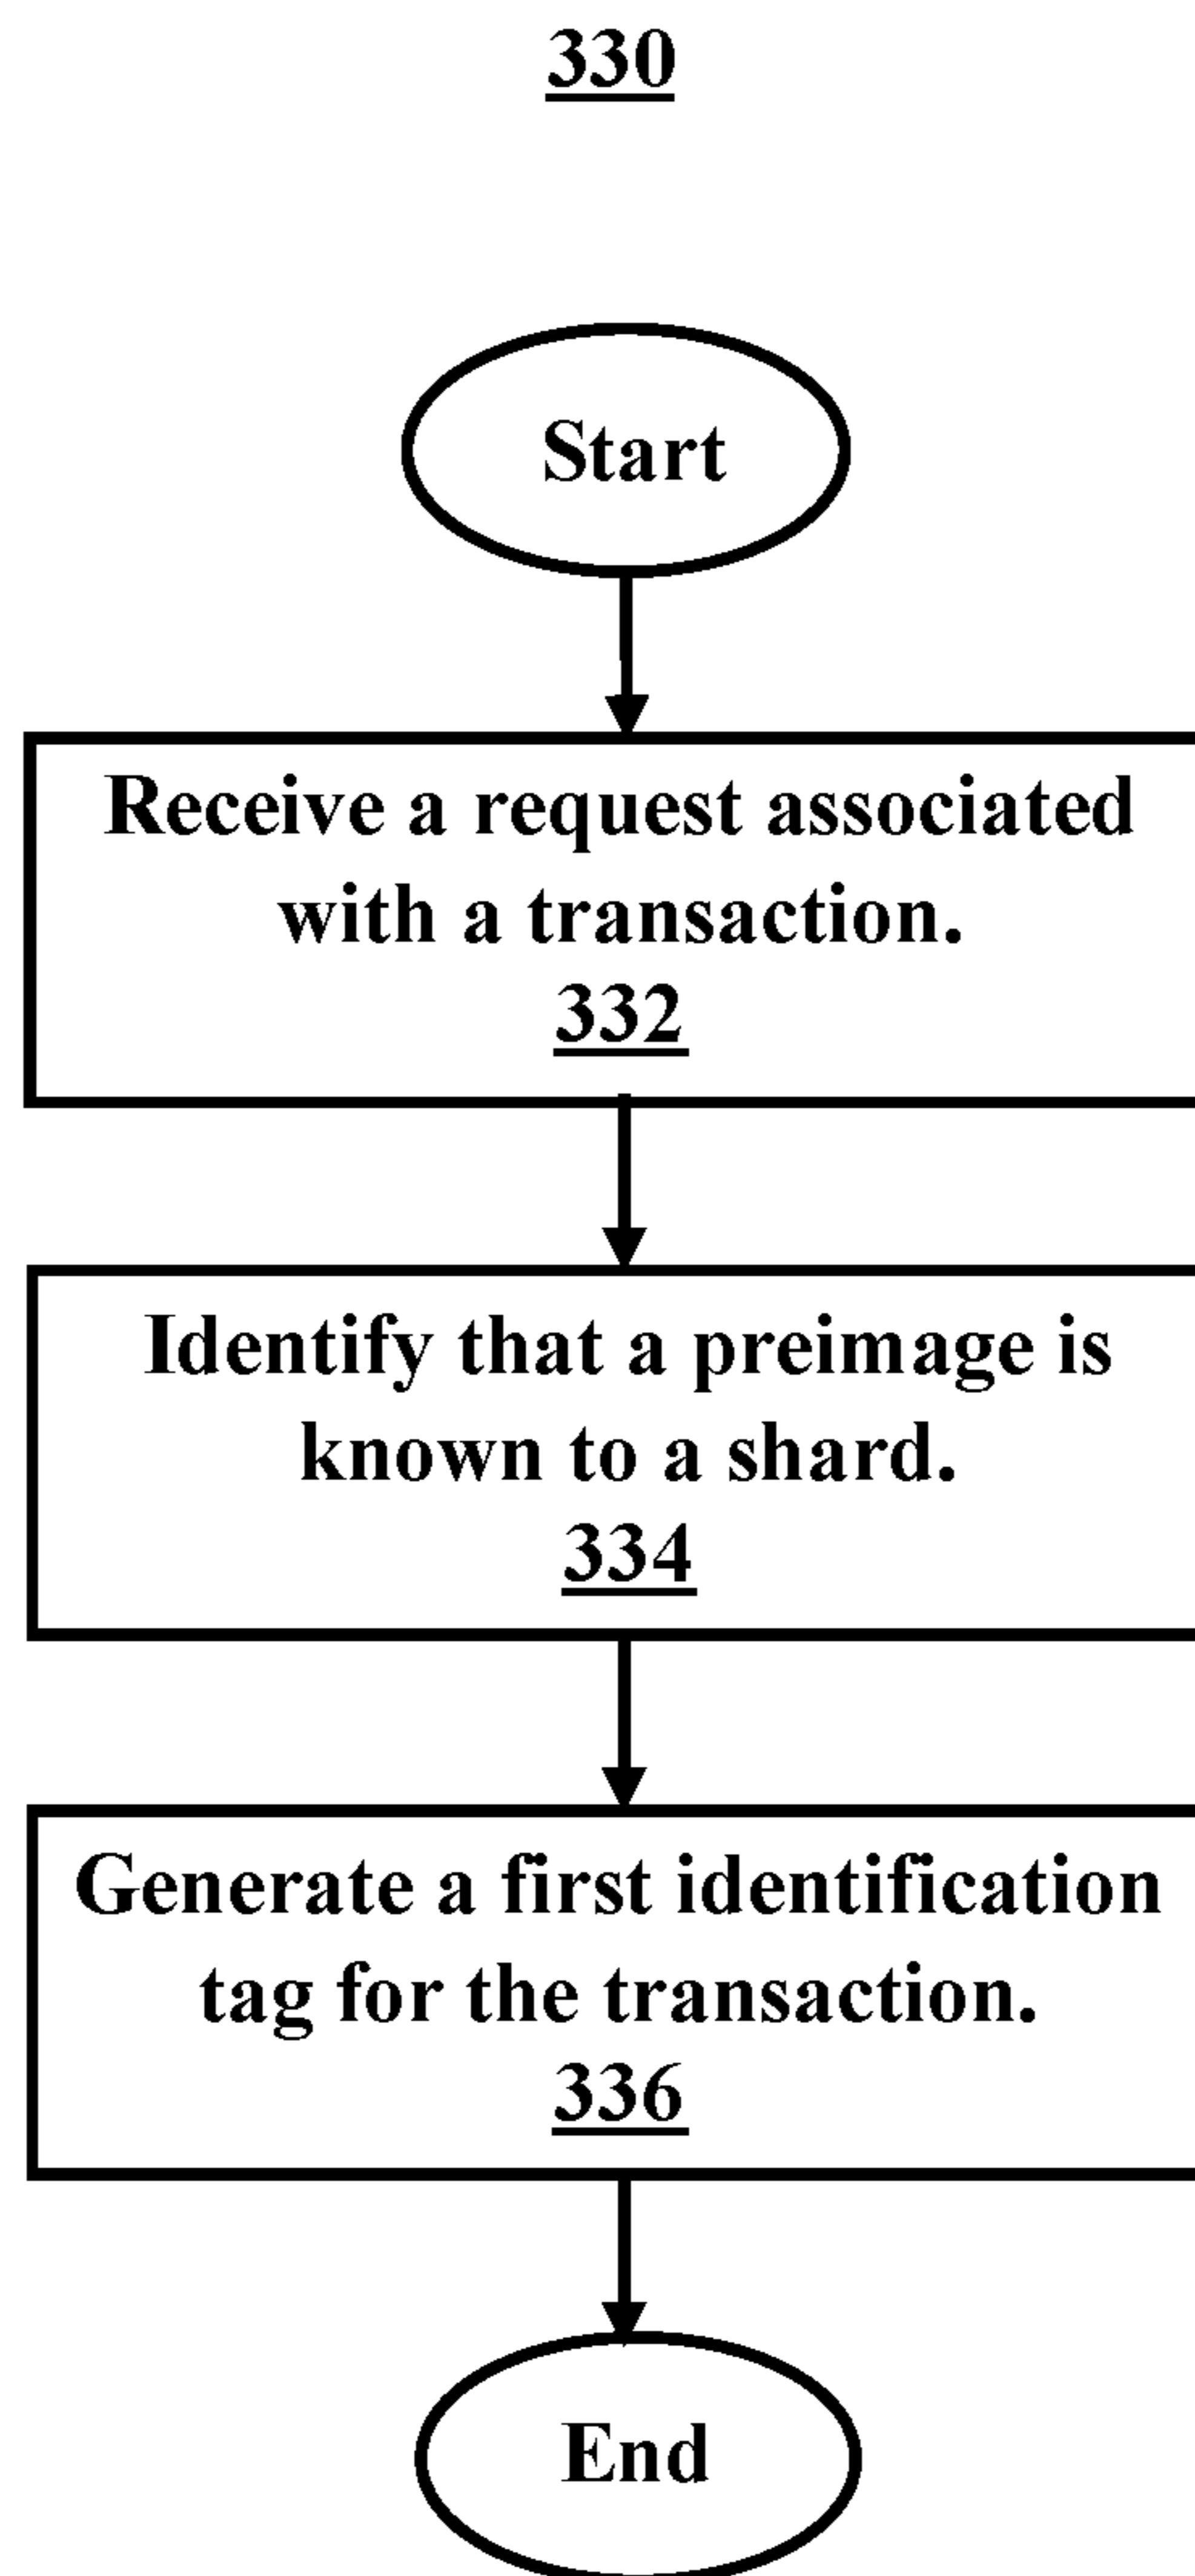 330
Start
Receive a request associated
with a transaction.
332
Identify that a preimage is
known to a shard.
334
Generate a first identification
tag for the transaction.
336
End